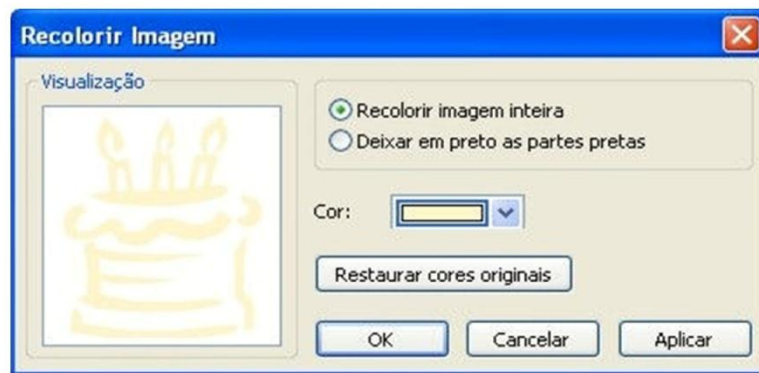 Recolorir Imagem
Visualização
Recolorir imagem inteira
Deixar em preto as partes pretas
Cor:
Restaurar cores originais
OK
Cancelar
Aplicar